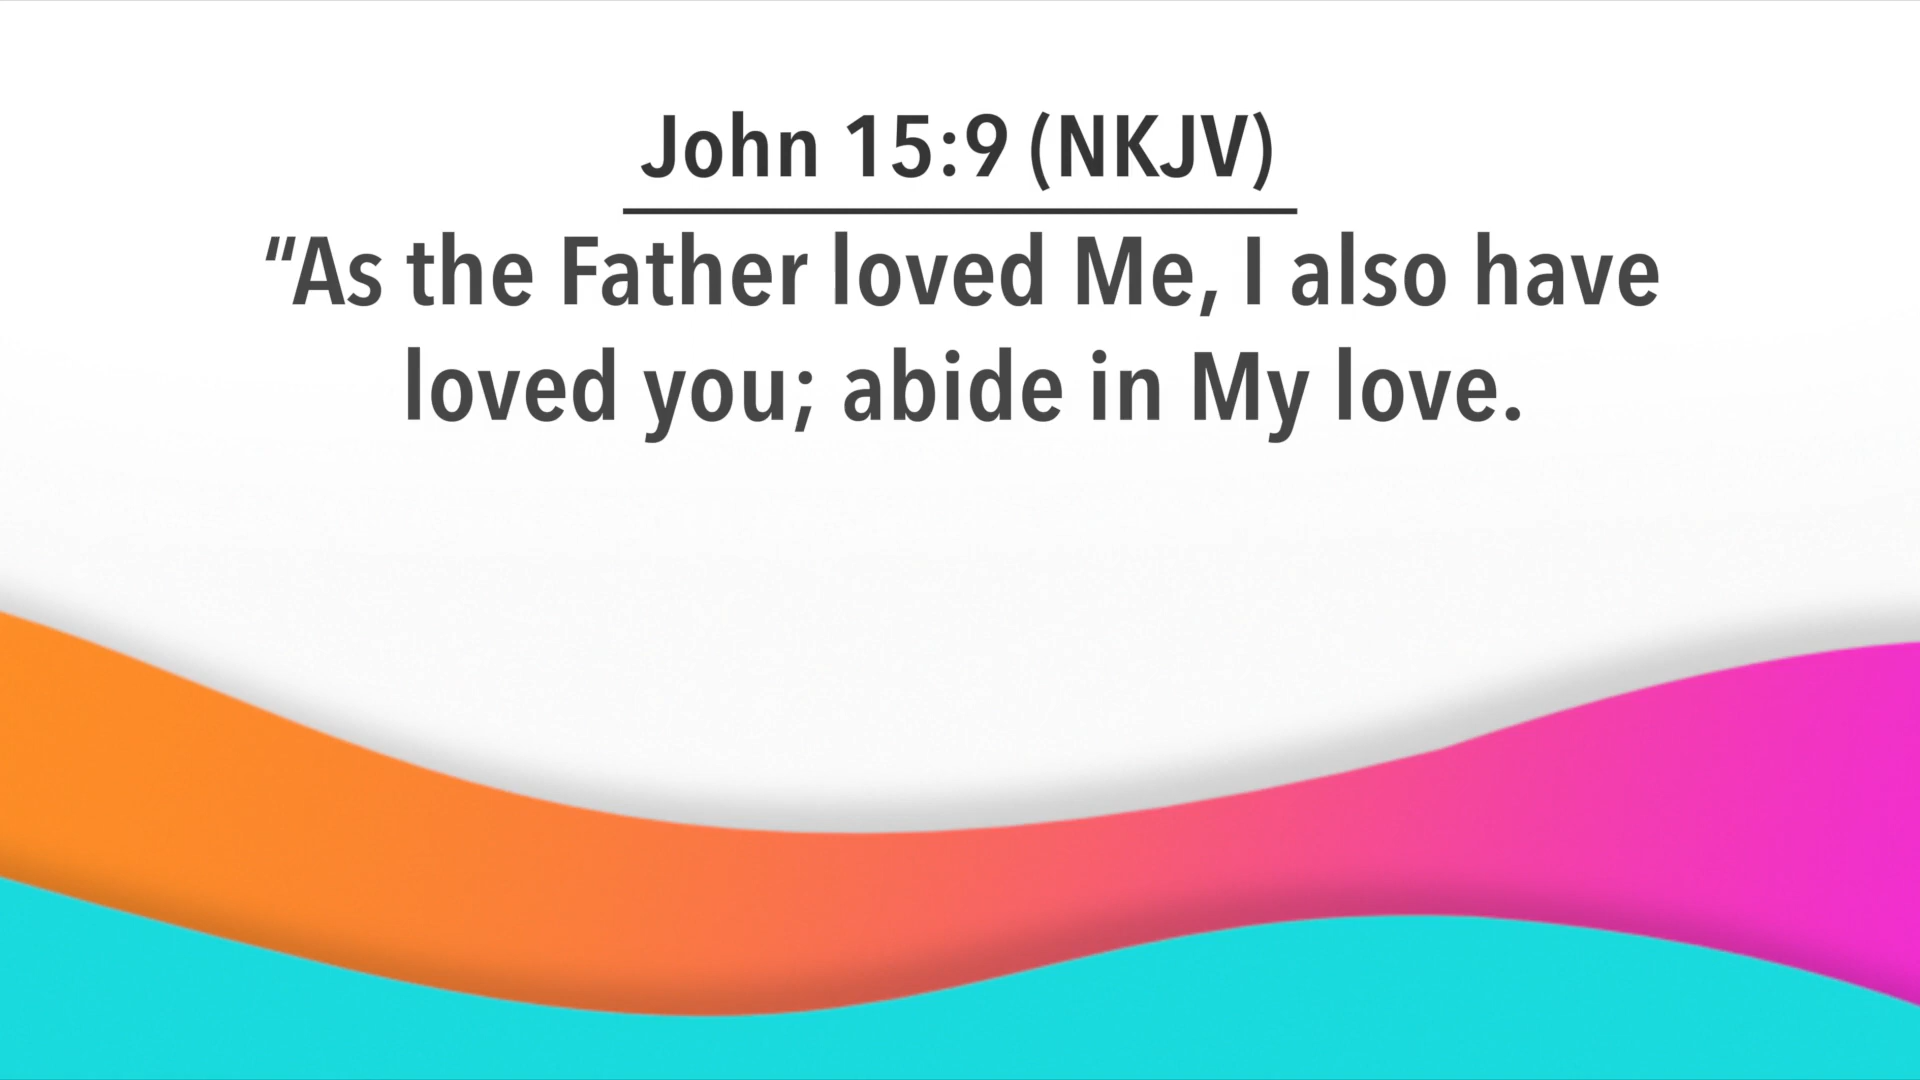 John 15:9 (NKJV)
“As the Father loved Me, I also have
loved you; abide in My love.